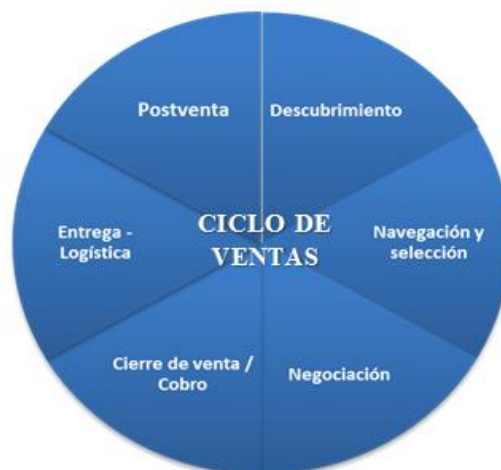 Postventa
Descubrimiento
Entrega -
Logística
CICLO DE
VENTAS
Navegación y
selección
Cierre de venta /
Cobro
Negociación